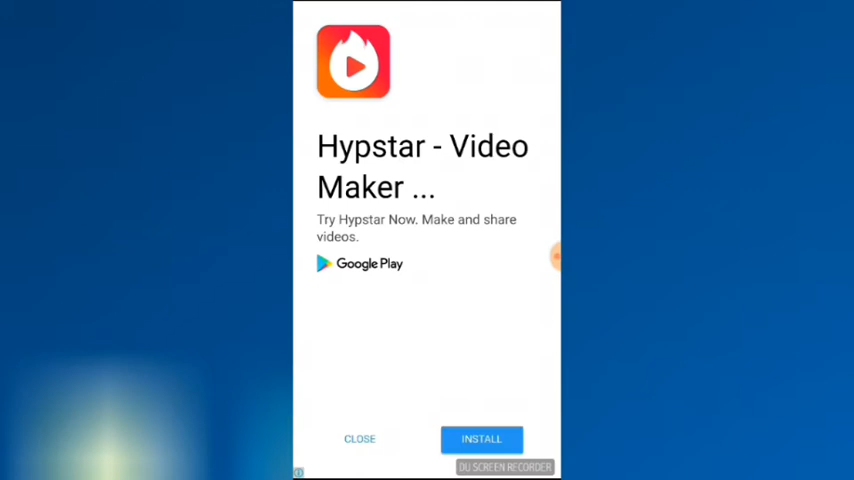 Hypstar - Video
Maker ...
Try Hypstar Now. Make and share
videos.
Google Play
CLOSE
INSTALL
DU SCREEN RECORDER